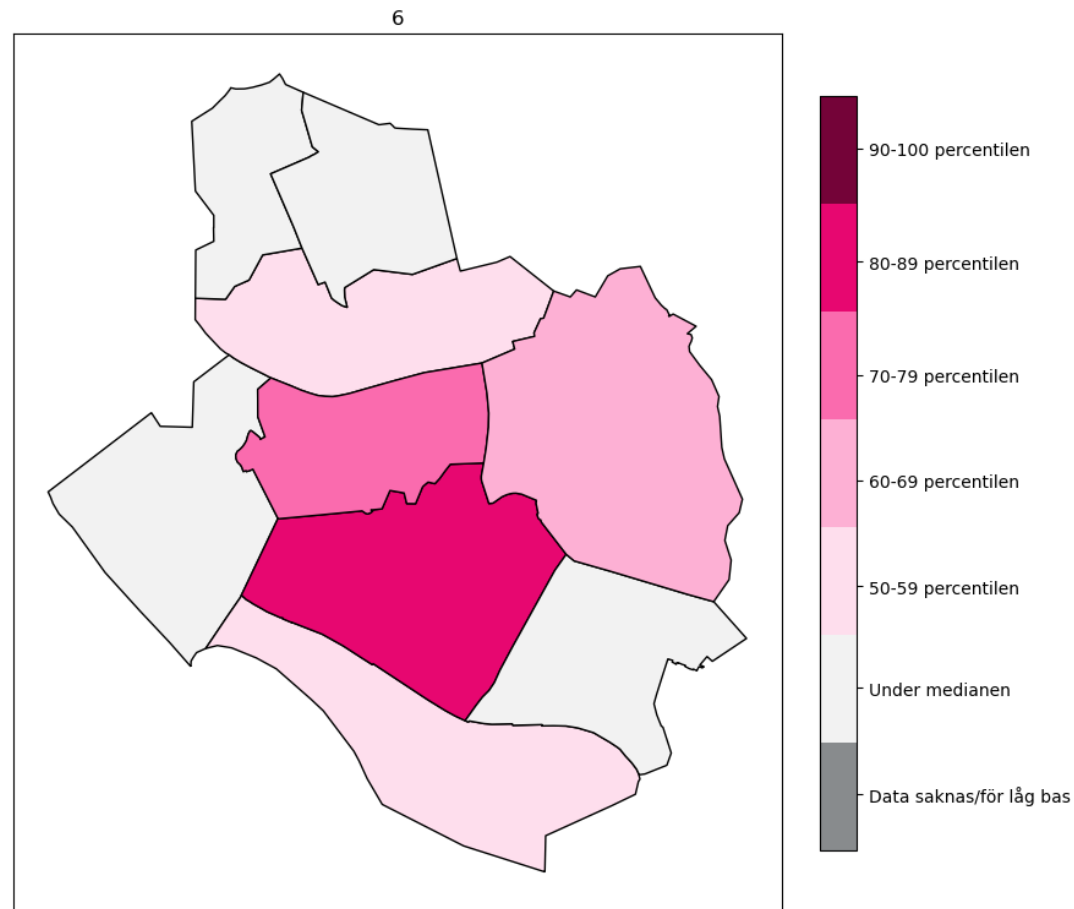 6
90-100 percentilen
80-89 percentilen
70-79 percentilen
60-69 percentilen
50-59 percentilen
Under medianen
Data saknas/för låg bas